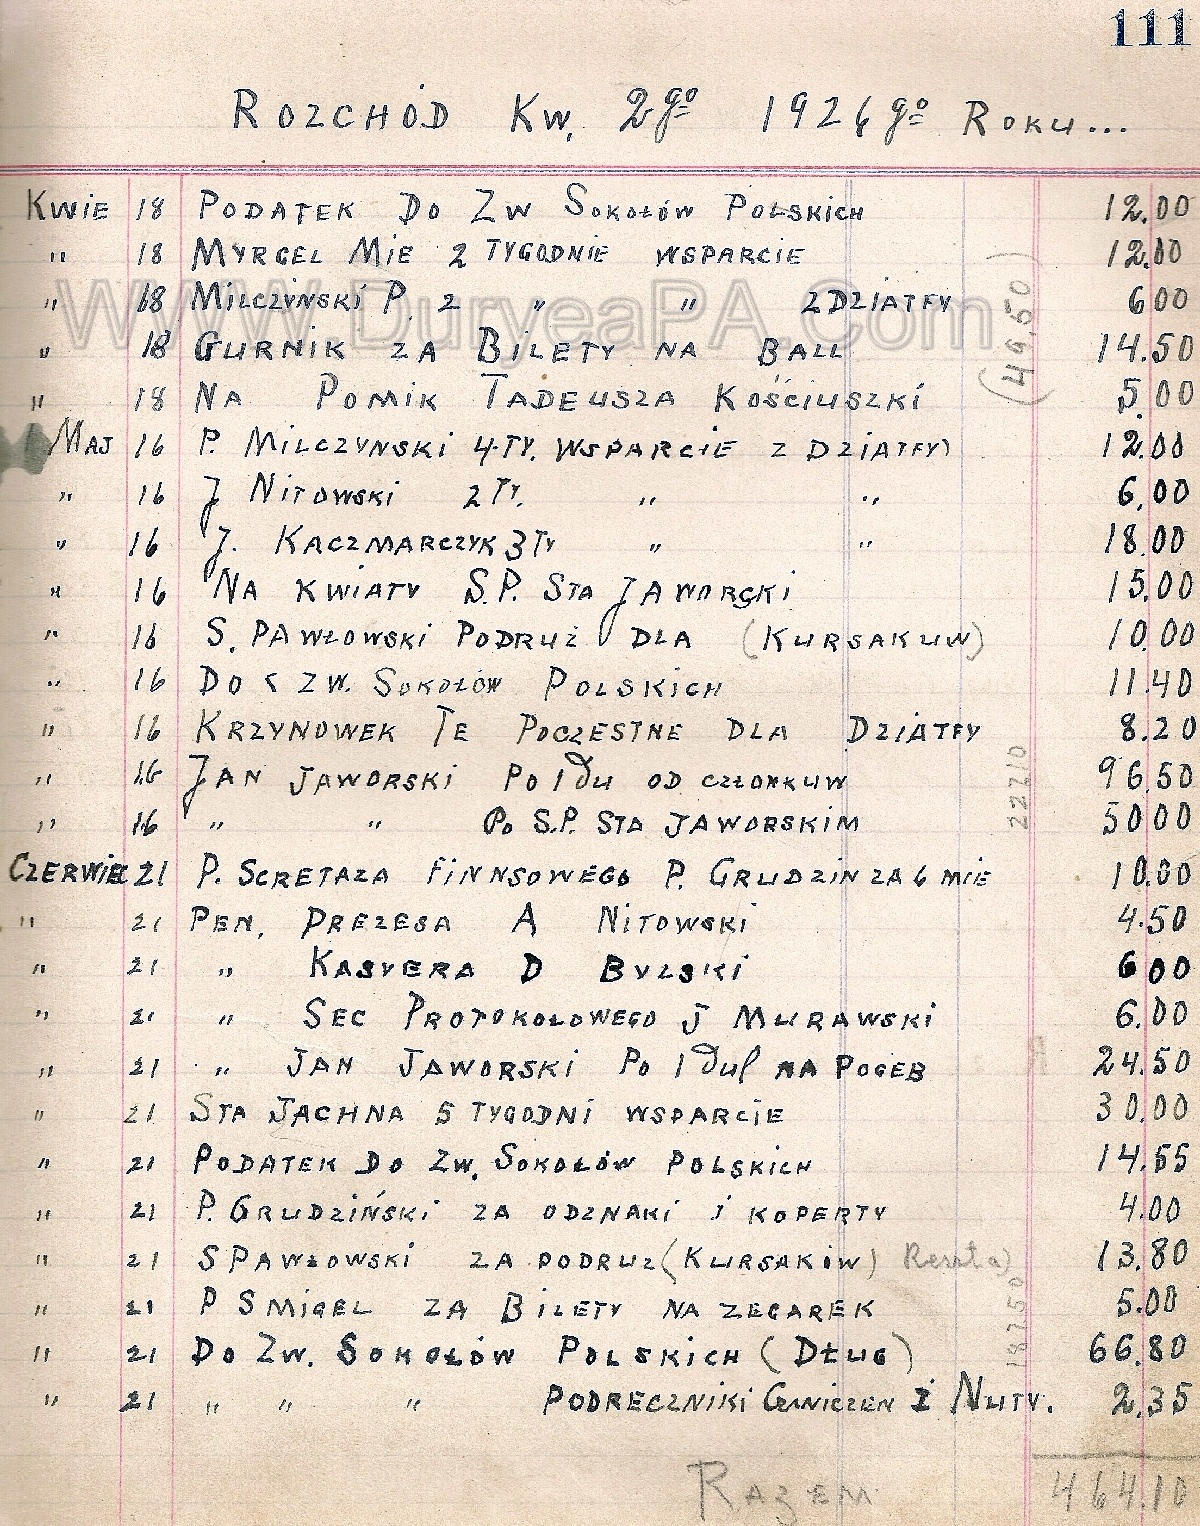 111
ROZCHÓD KW. 2go 1926go ROKU...
KWIE 18 PODATEK DO ZW SOKOŁÓW POLSKICH 12.00
" 18 MYRGEL MIE 2 TYGODNIE WSPARCIE 12.00
" 18 MILCZYNSKI P. 2 " " ZDZIATFY 6 00
" 18 GURNIK ZA BILETY NA BALL 14.50
(49.50)
" 18 NA POMIK TADEUSZA KOŚCIUSZKI 5 00
MAJ 16 P. MILCZYNSKI 4-TY. WSPARCIE Z DZIATFY) 12.00
" 16 J NITOWSKI 2 TY. " " 6,00
" 16 J. KACZMARCZYK 3 TY " " 18.00
" 16 NA KWIATY S.P. STA JAWORSKI 15.00
" 16 S. PAWŁOWSKI PODRUŻ DLA (KURSAKUW) 10.00
" 16 DO ZW. SOKOŁÓW POLSKICH 11.40
" 16 KRZYNOWEK TE POCZESTNE DLA DZIATFY 8.20
" 16 JAN JAWORSKI PO 1 DU OD CZŁONKUW 96.50
22710
" 16 " " PO S.P. STA JAWORSKIM 50 00
CZERWIEC 21 P. SCRETAZA FINNSOWEGO P. GRUDZIN ZA 6 MIE 10.00
" 21 PEN. PREZESA A NITOWSKI 4.50
" 21 " KASYERA D BYLSKI 6 00
" 21 " SEC PROTOKOŁOWEGO J MURAWSKI 6.00
" 21 " JAN JAWORSKI PO 1 Dul NA POGEB 24.50
" 21 STA JACHNA 5 TYGODNI WSPARCIE 30.00
" 21 PODATEK DO ZW. SOKOŁÓW POLSKICH 14.55
" 21 P. GRUDZIŃSKI ZA ODZNAKI I KOPERTY 4.00
" 21 S PAWŁOWSKI ZA PODRUZ (KURSAKÓW) Reszta) 13.80
" 21 P SMIGEL ZA BILETY NA ZEGAREK 5.00
18750
" 21 DO ZW. SOKOŁÓW POLSKICH (DŁUG) 66.80
" 21 " " " PODRECZNIKI I NUTY. 2.35
RAZEM 464.10
WWW.DuryeaPA.Com